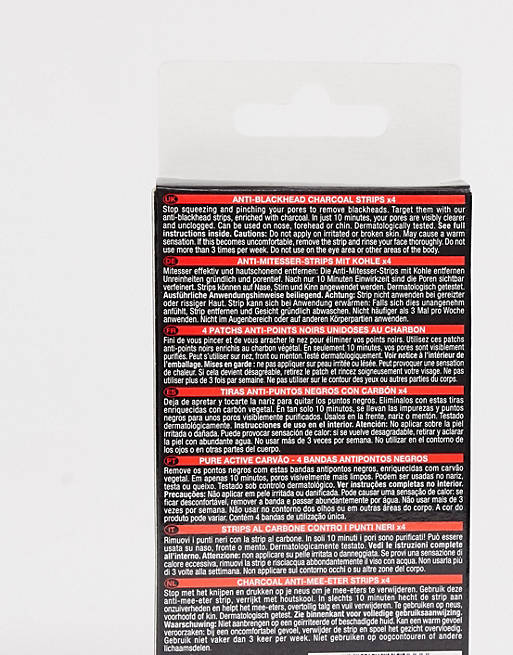 UK ANTI-BLACKHEAD CHARCOAL STRIPS x4
Stop squeezing and pinching your pores to remove blackheads. Target them with our
anti-blackhead strips, enriched with charcoal. In just 10 minutes, your pores are visibly clearer
and unclogged. Can be used on nose, forehead or chin. Dermatologically tested. See full
instructions inside. Cautions: Do not apply on irritated or broken skin. May cause a warm
sensation. If this becomes uncomfortable, remove the strip and rinse your face thoroughly. Do not
use more than 3 times per week. Do not use on the eye area or other areas of the body.
DE ANTI-MITESSER-STRIPS MIT KOHLE x4
Mitesser effektiv und hautschonend entfernen: Die Anti-Mitesser-Strips mit Kohle entfernen
Unreinheiten gründlich und porentief. Nach nur 10 Minuten Einwirkzeit sind die Poren sichtbar
verfeinert. Strips können auf Nase, Stirn und Kinn angewendet werden. Dermatologisch getestet.
Ausführliche Anwendungshinweise beiliegend. Achtung: Strip nicht anwenden bei gereizter
oder rissiger Haut. Strip kann sich bei Anwendung erwärmen: Falls sich dies unangenehm
anfühlt, Strip entfernen und Gesicht gründlich abwaschen. Nicht häufiger als 3 Mal pro Woche
anwenden. Nicht im Augenbereich oder auf anderen Körperpartien anwenden.
FR 4 PATCHS ANTI-POINTS NOIRS UNIDOSES AU CHARBON
Fini de vous pincer et de vous arracher le nez pour éliminer vos points noirs. Utilisez ces patchs
anti-points noirs enrichis au charbon végétal. En seulement 10 minutes, vos pores sont visiblement
purifiés. Peut s'utiliser sur nez, front ou menton. Testé dermatologiquement. Voir notice à l'intérieur de
l'emballage. Mises en garde : ne pas appliquer sur peau irritée ou lésée. Peut provoquer une sensation
de chaleur. Si cela devient désagréable, retirez le patch et rincez soigneusement votre visage. Ne pas
utiliser plus de 3 fois par semaine. Ne pas utiliser sur le contour des yeux ou autres parties du corps.
ES TIRAS ANTI-PUNTOS NEGROS CON CARBÓN x4
Deja de apretar y tocarte la nariz para quitar los puntos negros. Elimínalos con estas tiras
enriquecidas con carbón vegetal. En tan solo 10 minutos, se llevan las impurezas y puntos
negros para unos poros visiblemente purificados. Úsalos en la frente, nariz o mentón. Testado
dermatológicamente. Instrucciones de uso en el interior. Atención: No aplicar sobre la piel
irritada o dañada. Puede provocar sensación de calor: si se vuelve desagradable, retirar y aclarar
la piel con abundante agua. No usar más de 3 veces por semana. No utilizar en el contorno de
los ojos o en otras partes del cuerpo.
PT PURE ACTIVE CARVÃO - 4 BANDAS ANTIPONTOS NEGROS
Remove os pontos negros com estas bandas antipontos negros, enriquecidas com carvão
vegetal. Em apenas 10 minutos, poros visivelmente mais limpos. Podem ser usadas no nariz,
testa ou queixo. Testado sob controlo dermatológico. Ver instruções completas no interior.
Precauções: Não aplicar em pele irritada ou danificada. Pode causar uma sensação de calor; se
ficar desconfortável, remover a banda e passar abundantemente por água. Não usar mais de 3
vezes por semana. Não usar no contorno dos olhos ou em outras áreas do corpo. A cor do
produto pode variar. Contém 4 bandas de utilização única.
IT STRIPS AL CARBONE CONTRO I PUNTI NERI x4
Rimuovi i punti neri con la strip al carbone. In soli 10 minuti i pori sono purificati! Può essere
usata su naso, fronte o mento. Dermatologicamente testato. Vedi le istruzioni complete
all'interno. Attenzione: non applicare su pelle irritata o danneggiata. Se provi una sensazione di
calore eccessiva, rimuovi la strip e risciacqua abbondantemente il viso con acqua. Non usarla più
di 3 volte alla settimana. Non applicare sul contorno occhi o su altre zone del corpo.
NL CHARCOAL ANTI-MEE-ETER STRIPS x4
Stop met het knijpen en drukken op je neus om je mee-eters te verwijderen. Gebruik deze
anti-mee-eter strip, verrijkt met houtskool. In slechts 10 minuten hecht de strip aan
onzuiverheden en helpt het mee-eters, overtollig talg en vuil verwijderen. Te gebruiken op neus,
voorhoofd of kin. Dermatologisch getest. Zie binnenkant voor volledige gebruiksaanwijzing.
Waarschuwing: Niet aanbrengen op een geïrriteerde of beschadigde huid. Kan een warm gevoel
veroorzaken: bij een oncomfortabel gevoel, verwijder de strip en spoel het gezicht overvloedig.
Gebruik niet vaker dan 3 keer per week. Niet gebruiken op oogcontouren of andere
lichaamsdelen.